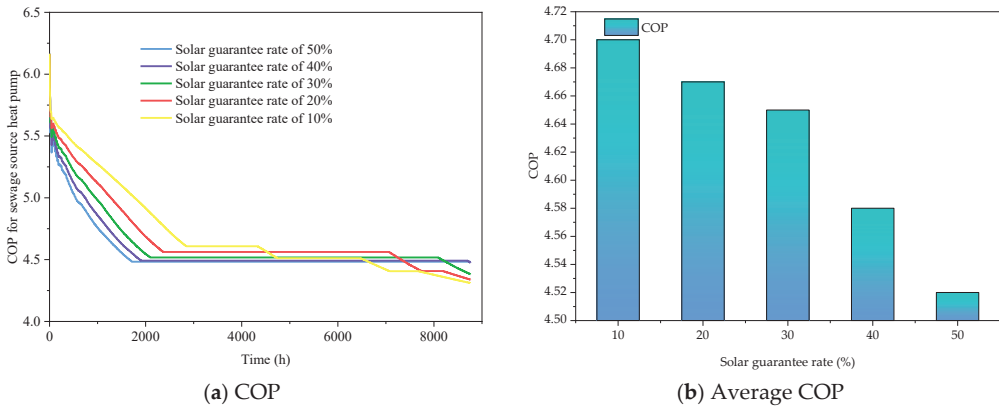 6.5
6.0
5.5
5.0
4.5
4.0
COP for sewage source heat pump
Solar guarantee rate of 50%
Solar guarantee rate of 40%
Solar guarantee rate of 30%
Solar guarantee rate of 20%
Solar guarantee rate of 10%
0 2000 4000 6000 8000
Time (h)
(a) COP
4.72
4.70
4.68
4.66
4.64
4.62
4.60
4.58
4.56
4.54
4.52
4.50
COP
COP
10 20 30 40 50
Solar guarantee rate (%)
(b) Average COP